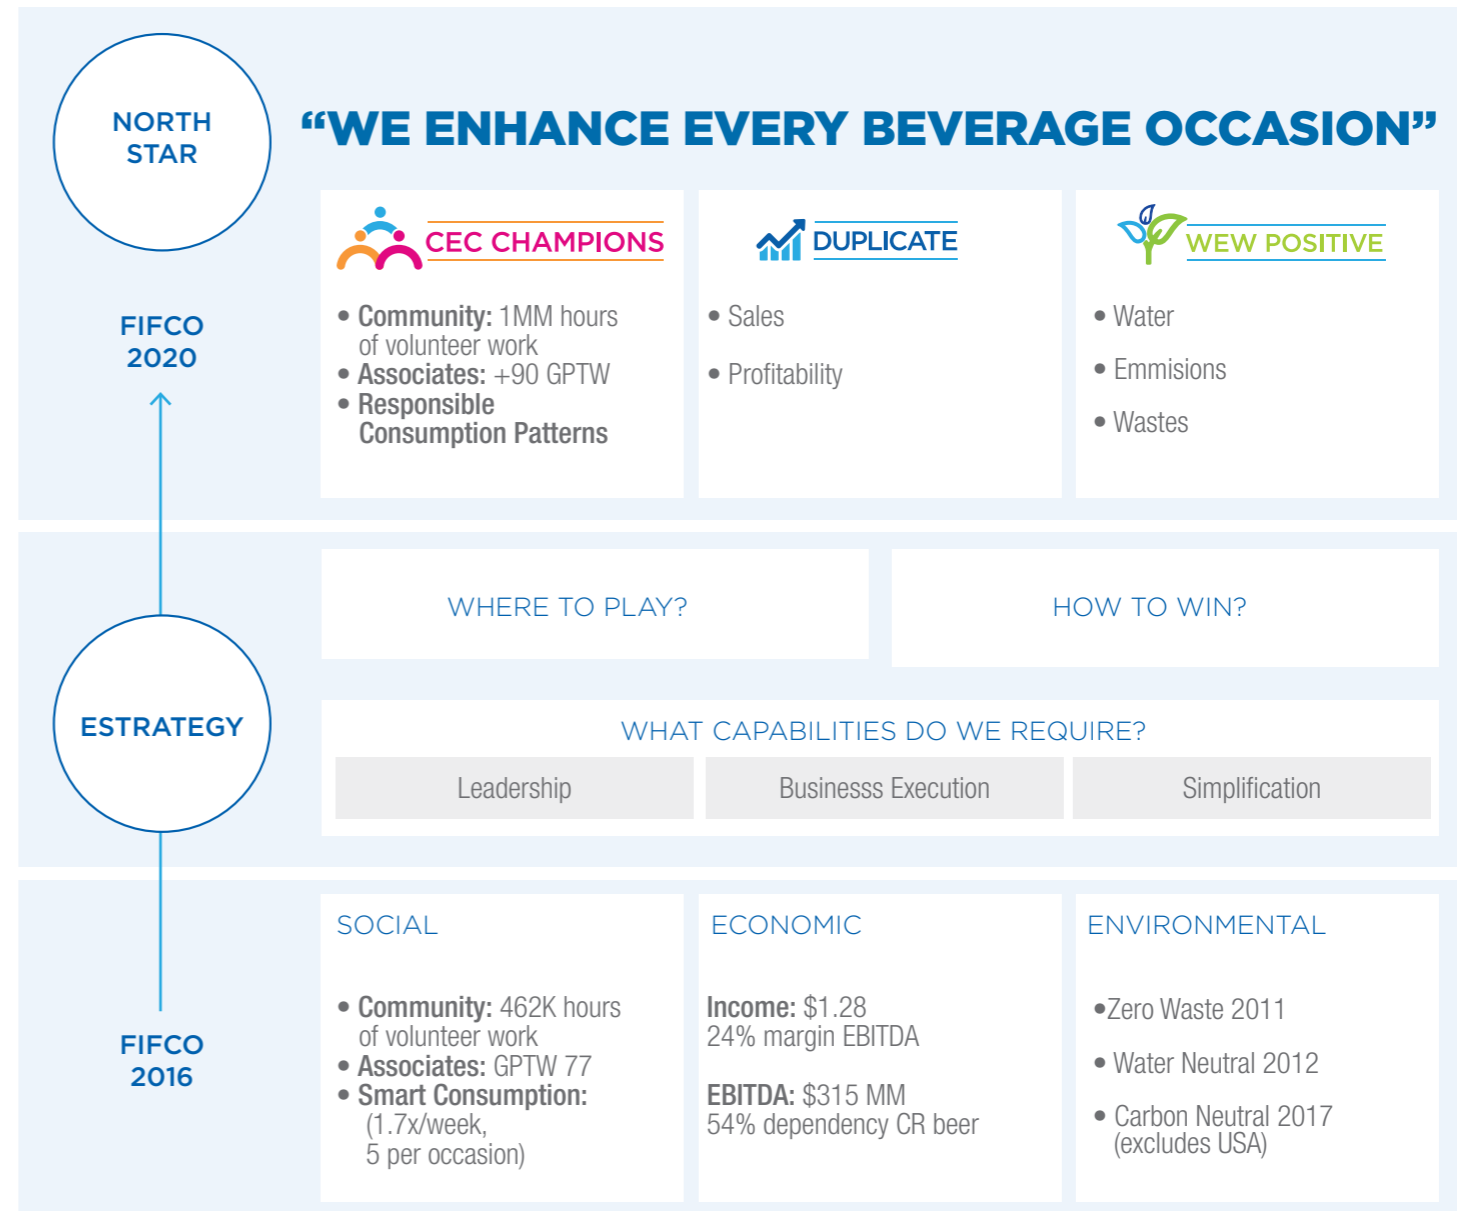 NORTH
STAR
“WE ENHANCE EVERY BEVERAGE OCCASION”
FIFCO
2020
CEC CHAMPIONS
• Community: 1MM hours
of volunteer work
• Associates: +90 GPTW
• Responsible
Consumption Patterns
DUPLICATE
• Sales
• Profitability
WEW POSITIVE
• Water
• Emmisions
• Wastes
ESTRATEGY
WHERE TO PLAY?
HOW TO WIN?
WHAT CAPABILITIES DO WE REQUIRE?
Leadership
Businesss Execution
Simplification
FIFCO
2016
SOCIAL
• Community: 462K hours
of volunteer work
• Associates: GPTW 77
• Smart Consumption:
(1.7x/week,
5 per occasion)
ECONOMIC
Income: $1.28
24% margin EBITDA
EBITDA: $315 MM
54% dependency CR beer
ENVIRONMENTAL
•Zero Waste 2011
• Water Neutral 2012
• Carbon Neutral 2017
(excludes USA)